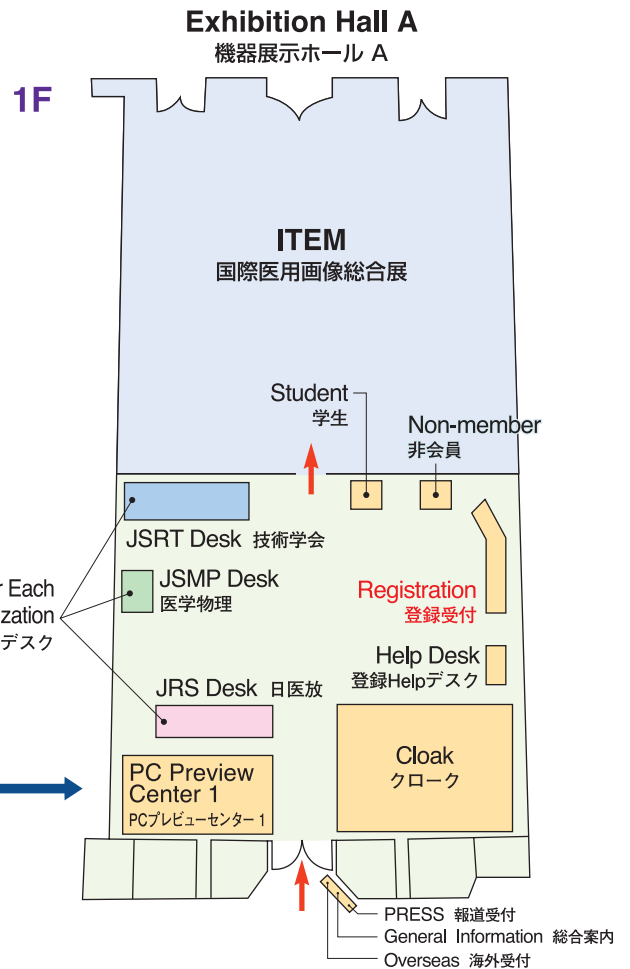 Exhibition Hall A
機器展示ホール A
1F
ITEM
国際医用画像総合展
Student
学生
Non-member
非会員
JSRT Desk 技術学会
r Each
zation
デスク
JSMP Desk
医学物理
Registration
登録受付
Help Desk
登録Helpデスク
JRS Desk 日医放
PC Preview
Center 1
PCプレビューセンター 1
Cloak
クローク
PRESS 報道受付
General Information 総合案内
Overseas 海外受付